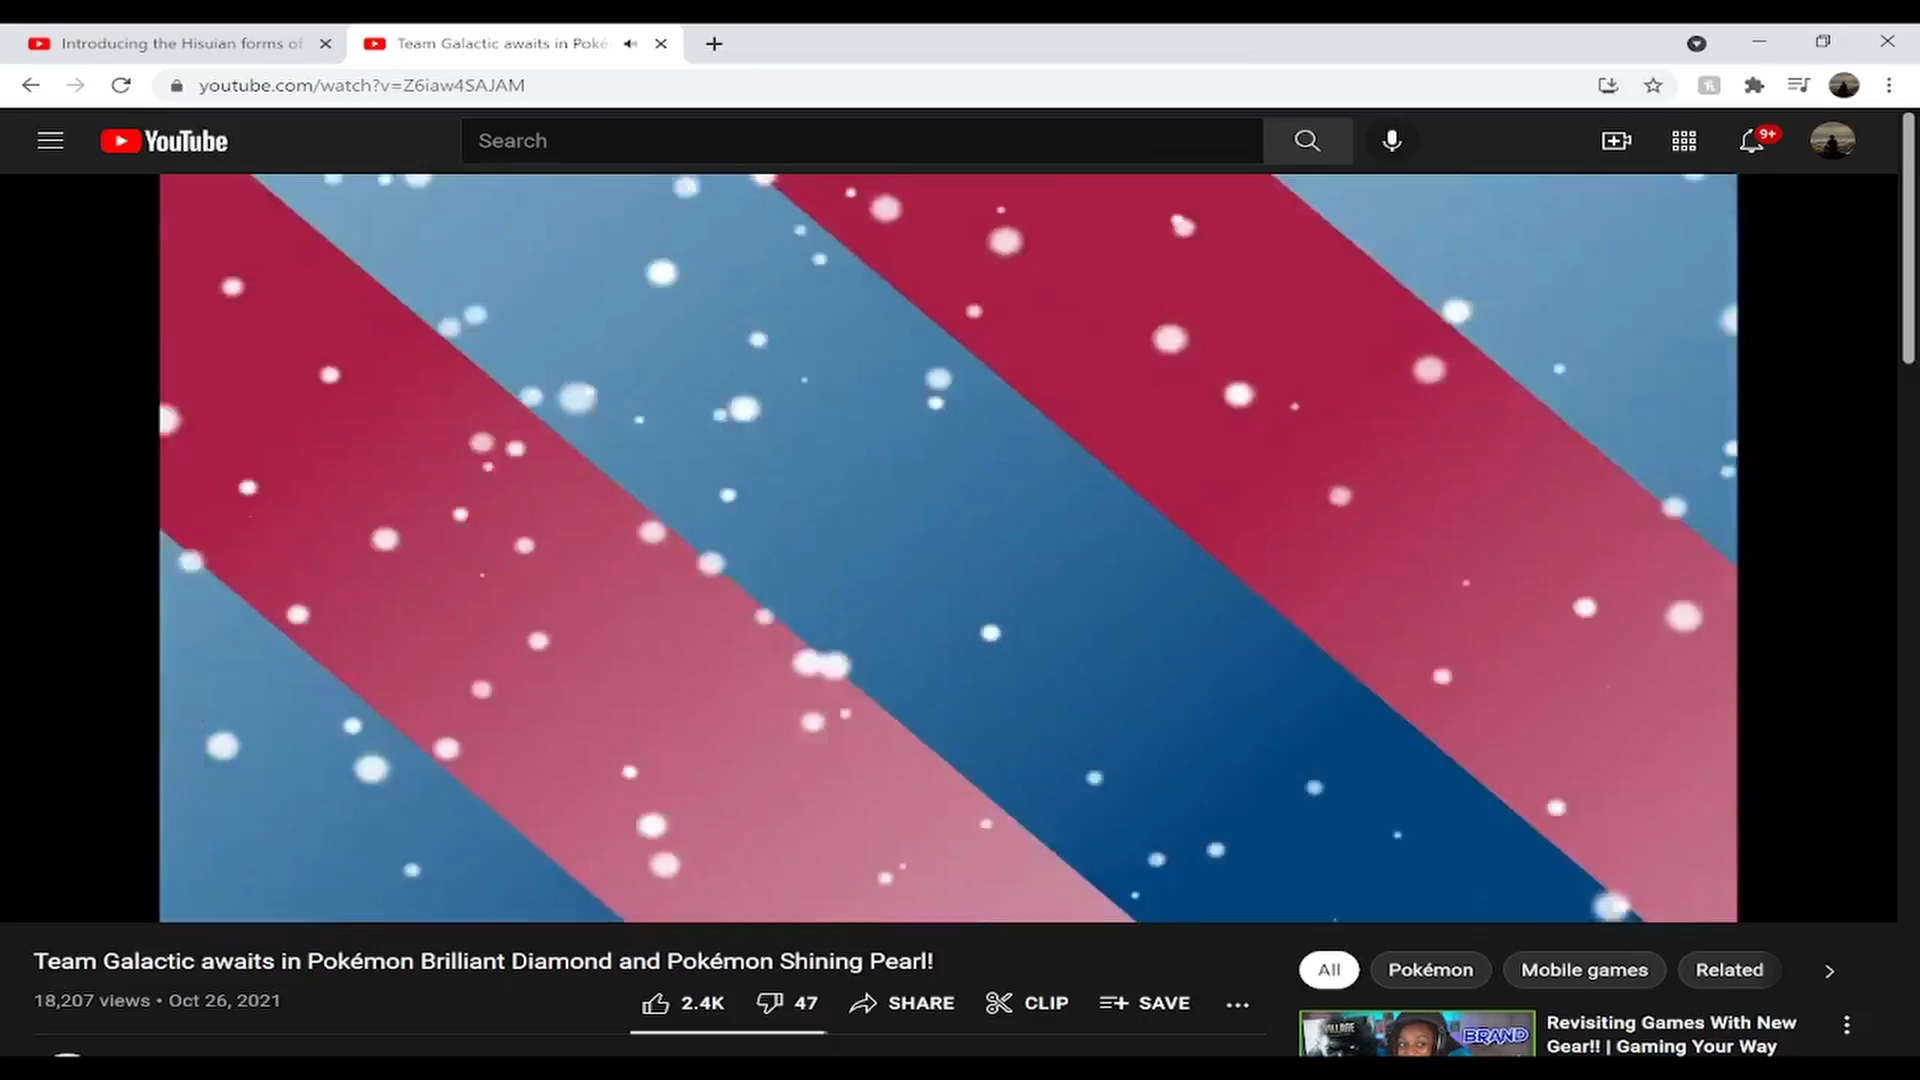 Introducing the Hisuian forms of
Team Galactic awaits in Poké
youtube.com/watch?v=Z6iaw4SAJAM
YouTube
Search
9+
Team Galactic awaits in Pokémon Brilliant Diamond and Pokémon Shining Pearl!
18,207 views • Oct 26, 2021
2.4K
47
SHARE
CLIP
SAVE
All
Pokémon
Mobile games
Related
BRAND
Revisiting Games With New
Gear!! | Gaming Your Way